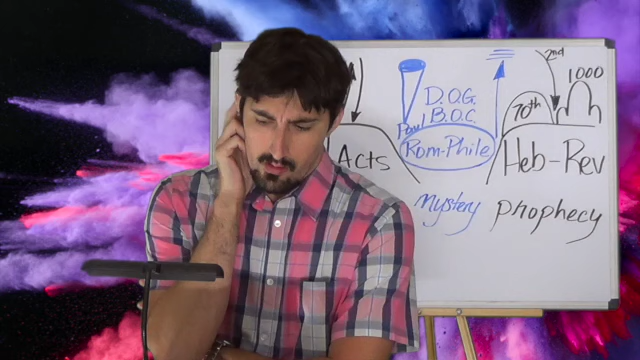 2nd
1000
D.O.G.
B.O.C.
70th
Paul
Acts
Rom-Phile
Heb-Rev
Mystery
prophecy